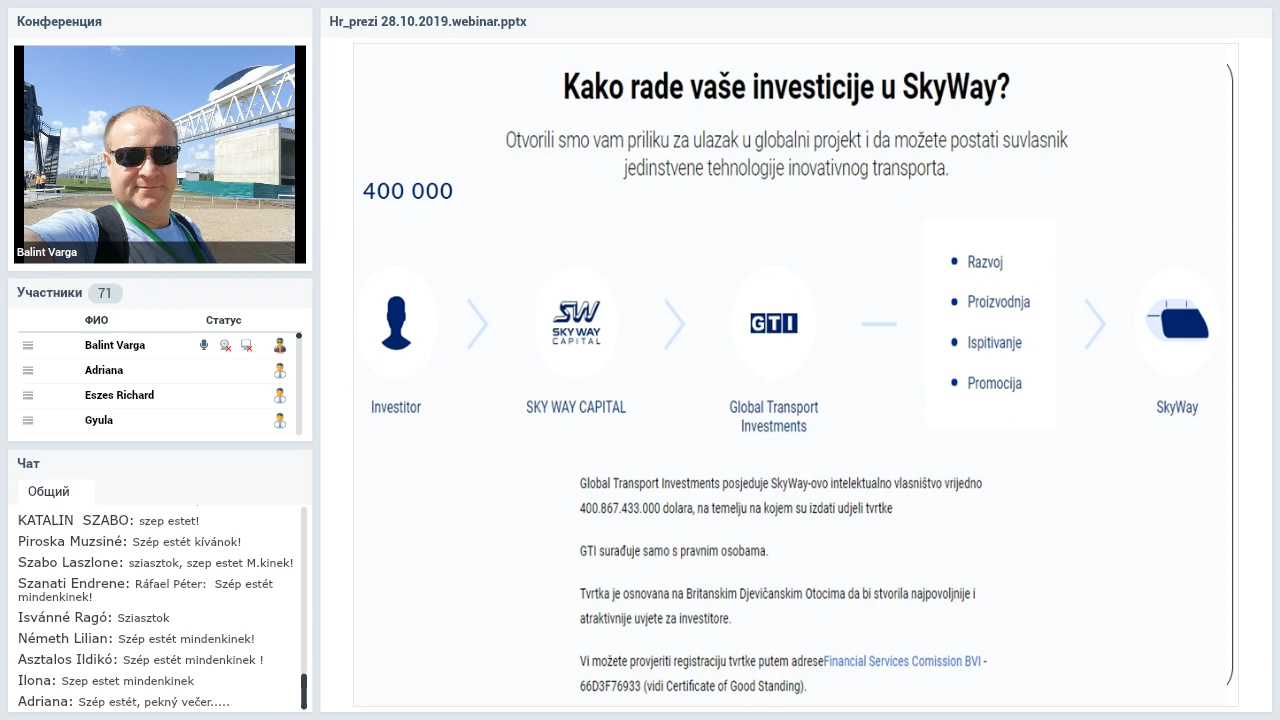 Конференция
Balint Varga
Участники 71
ФИО Статус
Balint Varga
Adriana
Eszes Richard
Gyula
Чат
Общий
KATALIN SZABO: szep estet!
Piroska Muzsiné: Szép estét kívánok!
Szabo Laszlone: sziasztok, szep estet M.kinek!
Szanati Endrene: Ráfael Péter: Szép estét
mindenkinek!
Isvánné Ragó: Sziasztok
Németh Lilian: Szép estét mindenkinek!
Asztalos Ildikó: Szép estét mindenkinek !
Ilona: Szep estet mindenkinek
Adriana: Szép estét, pekný večer.....
Hr_prezi 28.10.2019.webinar.pptx
Kako rade vaše investicije u SkyWay?
Otvorili smo vam priliku za ulazak u globalni projekt i da možete postati suvlasnik
jedinstvene tehnologije inovativnog transporta.
400 000
SW
SKY WAY
CAPITAL
GTI
Razvoj
Proizvodnja
Ispitivanje
Promocija
Investitor
SKY WAY CAPITAL
Global Transport
Investments
SkyWay
Global Transport Investments posjeduje SkyWay-ovo intelektualno vlasništvo vrijedno
400.867.433.000 dolara, na temelju na kojem su izdati udjeli tvrtke
GTI surađuje samo s pravnim osobama.
Tvrtka je osnovana na Britanskim Djevičanskim Otocima da bi stvorila najpovoljnije i
atraktivnije uvjete za investitore.
Vi možete provjeriti registraciju tvrtke putem adreseFinancial Services Comission BVI -
66D3F76933 (vidi Certificate of Good Standing).